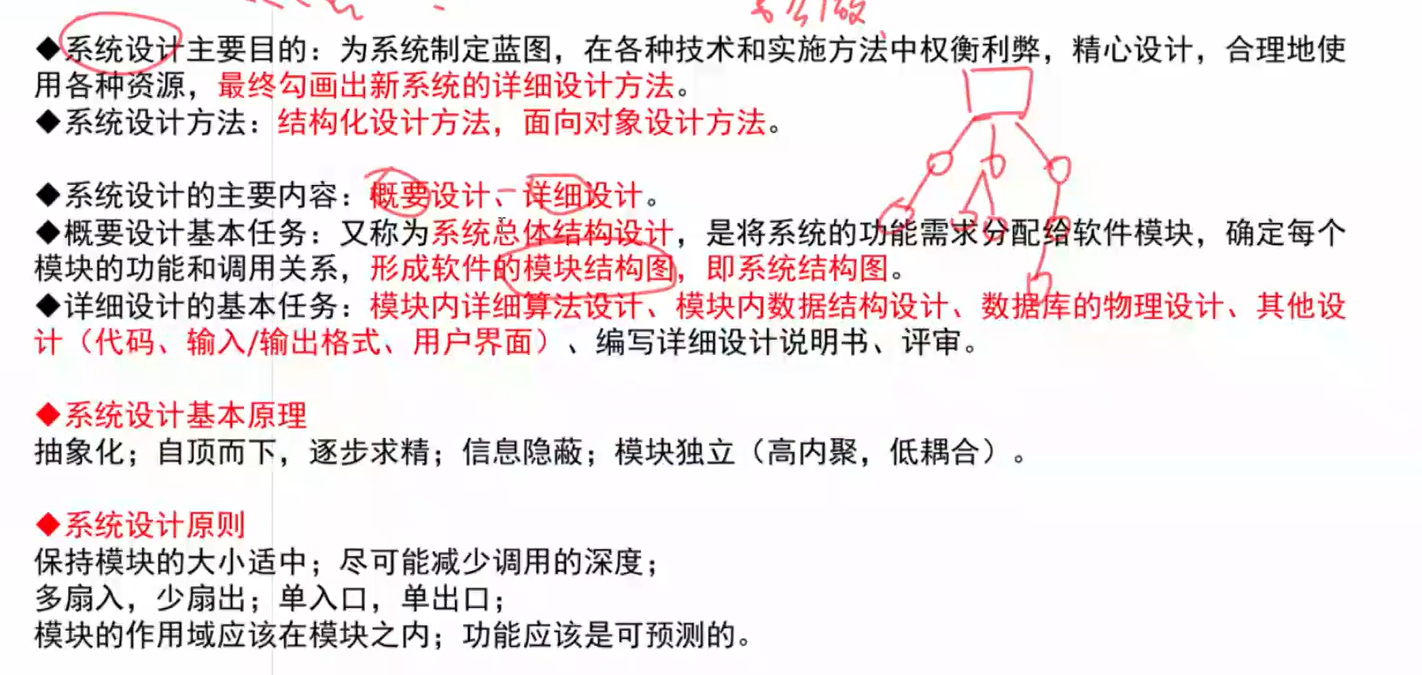 ◆系统设计主要目的：为系统制定蓝图，在各种技术和实施方法中权衡利弊，精心设计，合理地使
用各种资源，最终勾画出新系统的详细设计方法。
◆系统设计方法：结构化设计方法，面向对象设计方法。
◆系统设计的主要内容：概要设计、详细设计。
◆概要设计基本任务：又称为系统总体结构设计，是将系统的功能需求分配给软件模块，确定每个
模块的功能和调用关系，形成软件的模块结构图，即系统结构图。
◆详细设计的基本任务：模块内详细算法设计、模块内数据结构设计、数据库的物理设计、其他设
计（代码、输入/输出格式、用户界面）、编写详细设计说明书、评审。
◆系统设计基本原理
抽象化；自顶而下，逐步求精；信息隐蔽；模块独立（高内聚，低耦合）。
◆系统设计原则
保持模块的大小适中；尽可能减少调用的深度；
多扇入，少扇出；单入口，单出口；
模块的作用域应该在模块之内；功能应该是可预测的。